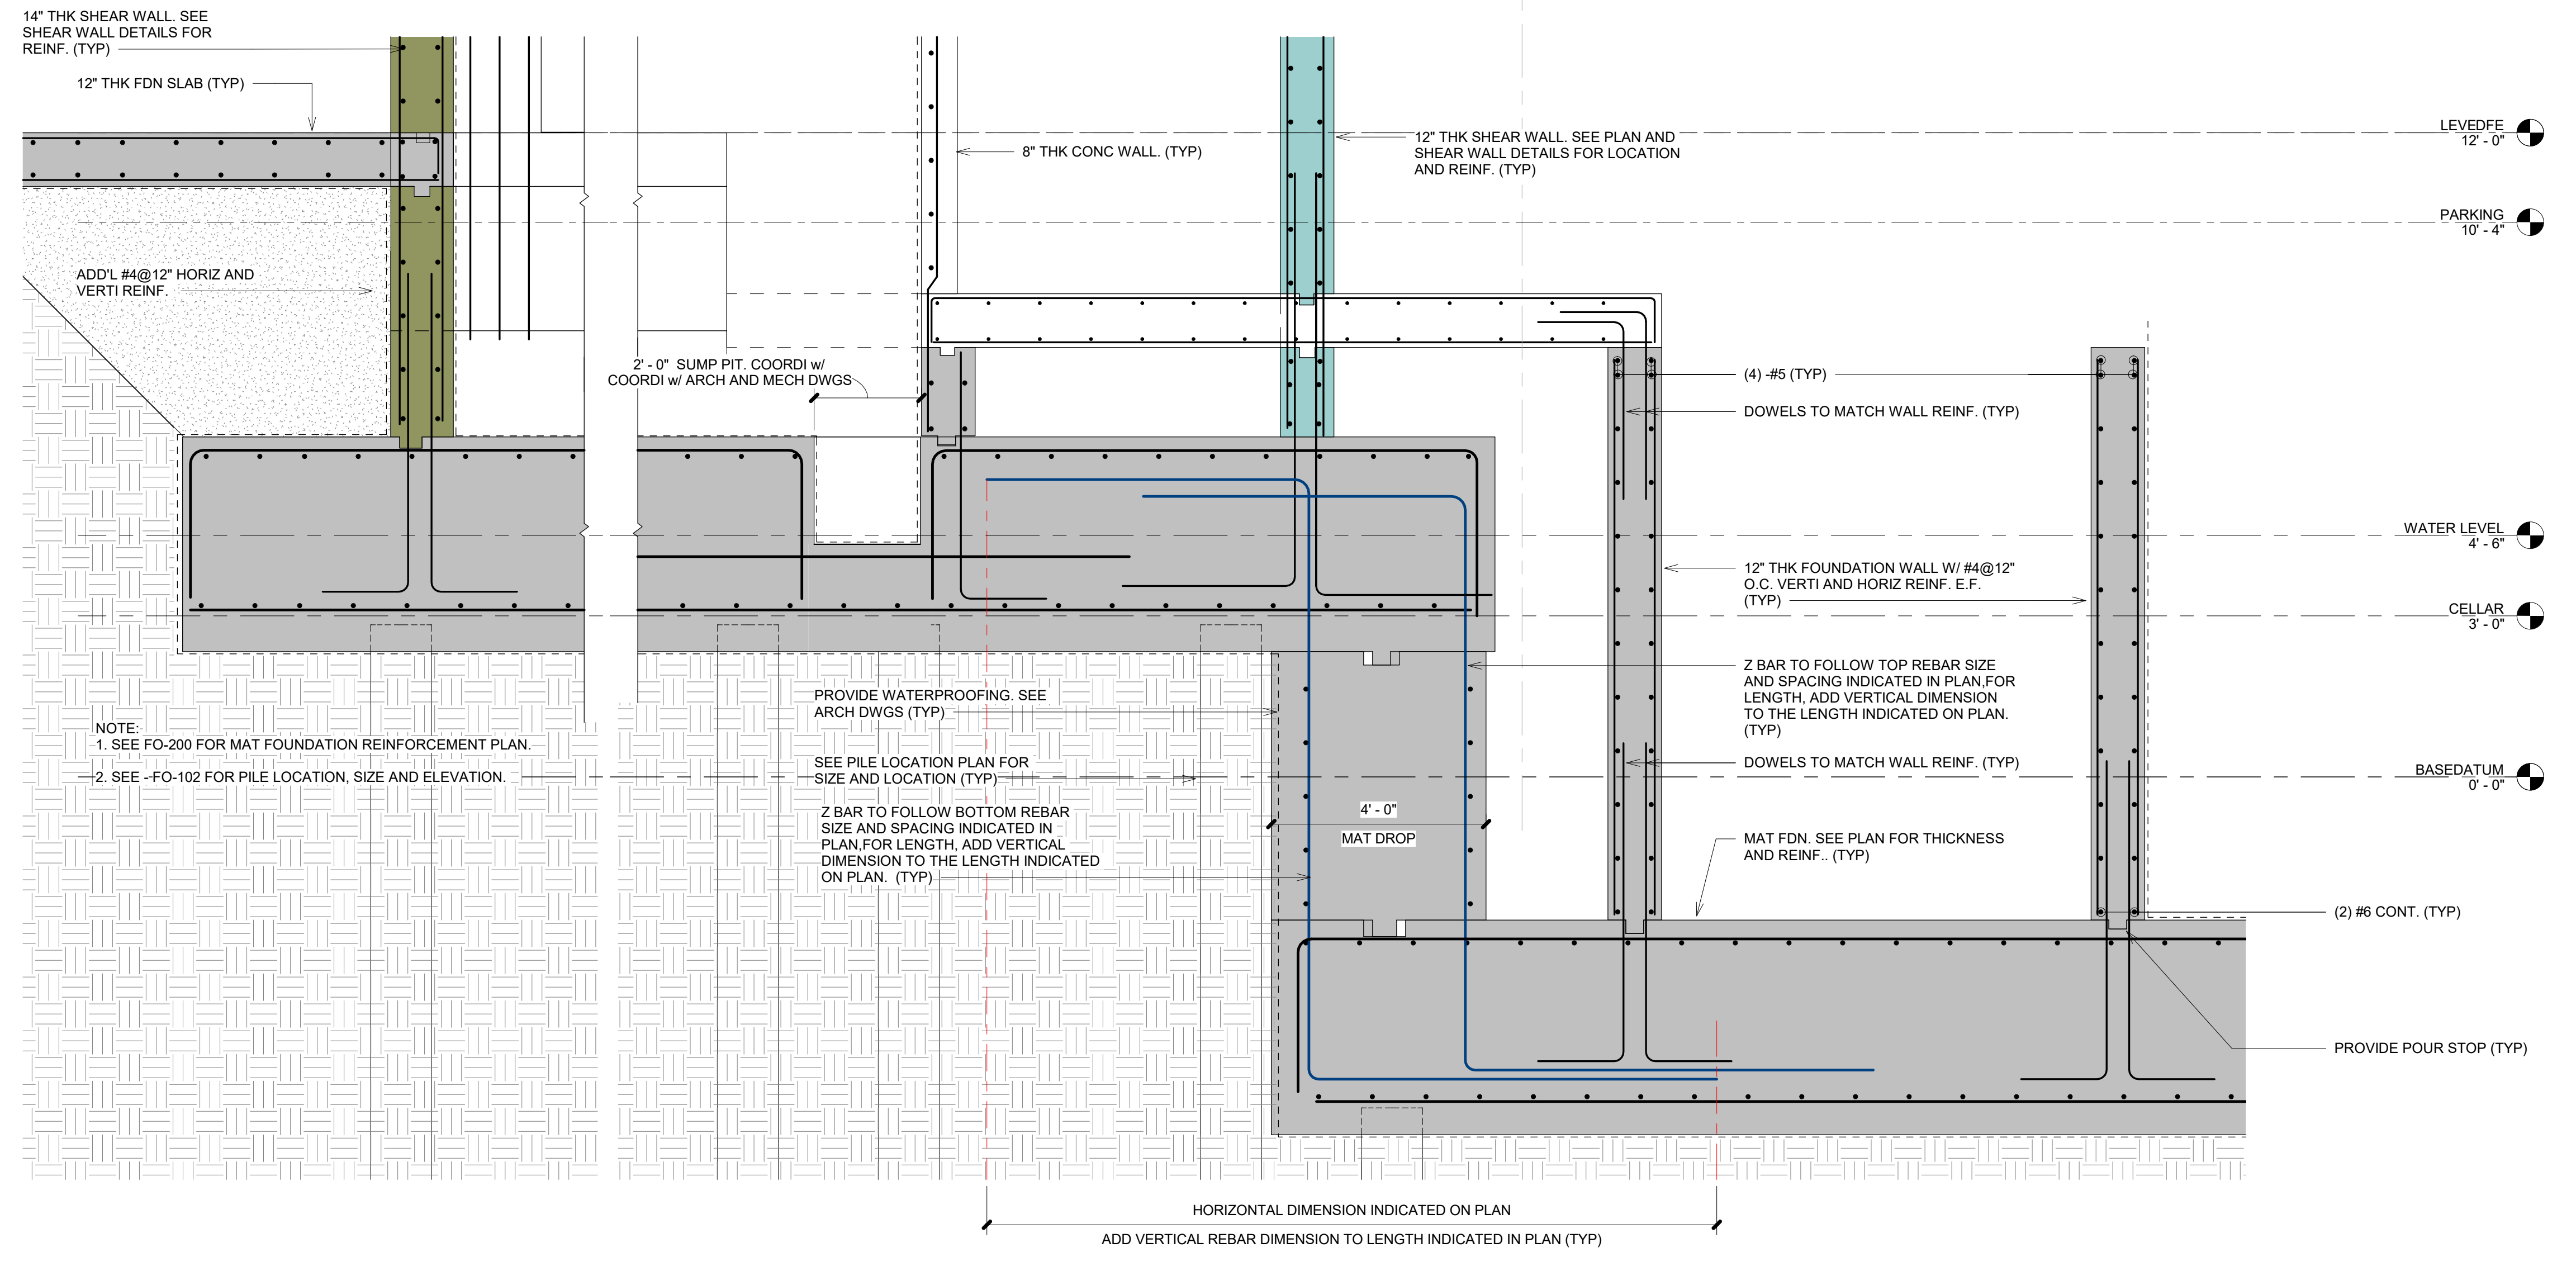 14" THK SHEAR WALL. SEE
SHEAR WALL DETAILS FOR
REINF. (TYP)
12" THK FDN SLAB (TYP)
8" THK CONC WALL. (TYP)
12" THK SHEAR WALL. SEE PLAN AND
SHEAR WALL DETAILS FOR LOCATION
AND REINF. (TYP)
LEVEDFE
12' - 0"
PARKING
10' - 4"
ADD'L #4@12" HORIZ AND
VERTI REINF.
2' - 0" SUMP PIT. COORDI w/
COORDI w/ ARCH AND MECH DWGS
(4) -#5 (TYP)
DOWELS TO MATCH WALL REINF. (TYP)
WATER LEVEL
4' - 6"
12" THK FOUNDATION WALL W/ #4@12"
O.C. VERTI AND HORIZ REINF. E.F.
(TYP)
CELLAR
3' - 0"
Z BAR TO FOLLOW TOP REBAR SIZE
AND SPACING INDICATED IN PLAN,FOR
LENGTH, ADD VERTICAL DIMENSION
TO THE LENGTH INDICATED ON PLAN.
(TYP)
PROVIDE WATERPROOFING. SEE
ARCH DWGS (TYP)
NOTE:
1. SEE FO-200 FOR MAT FOUNDATION REINFORCEMENT PLAN.
2. SEE - FO-102 FOR PILE LOCATION, SIZE AND ELEVATION.
SEE PILE LOCATION PLAN FOR
SIZE AND LOCATION (TYP)
DOWELS TO MATCH WALL REINF. (TYP)
BASEDATUM
0' - 0"
Z BAR TO FOLLOW BOTTOM REBAR
SIZE AND SPACING INDICATED IN
PLAN,FOR LENGTH, ADD VERTICAL
DIMENSION TO THE LENGTH INDICATED
ON PLAN. (TYP)
4' - 0"
MAT DROP
MAT FDN. SEE PLAN FOR THICKNESS
AND REINF.. (TYP)
(2) #6 CONT. (TYP)
PROVIDE POUR STOP (TYP)
HORIZONTAL DIMENSION INDICATED ON PLAN
ADD VERTICAL REBAR DIMENSION TO LENGTH INDICATED IN PLAN (TYP)